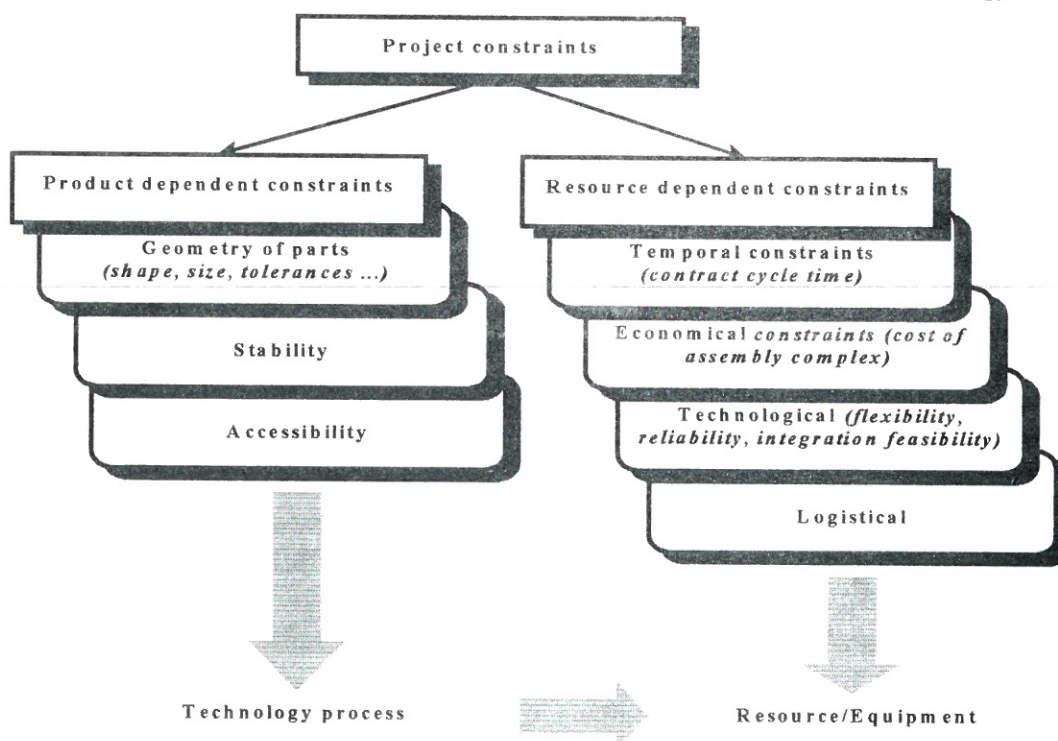 Project constraints
Product dependent constraints
Geometry of parts
(shape, size, tolerances ...)
Stability
Accessibility
Resource dependent constraints
Temporal constraints
(contract cycle time)
Economical constraints (cost of
assembly complex)
Technological (flexibility,
reliability, integration feasibility)
Logistical
Technology process
Resource/Equipment